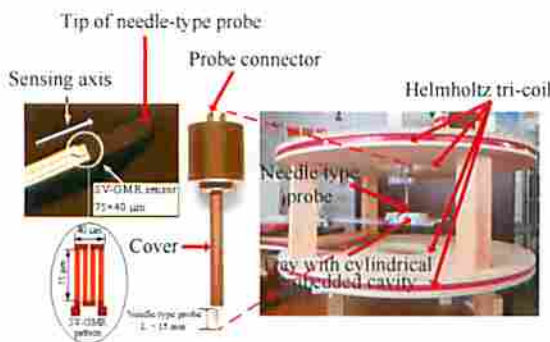 Tip of needle-type probe
Sensing axis
Probe connector
Helmholtz tri-coil
SV-GMR sensor
75×40 μm
Needle type
probe
40 μm
75 μm
Cover
Tray with cylindrical
embedded cavity
SV-GMR
pattern
Needle type probe
L ~ 15 mm